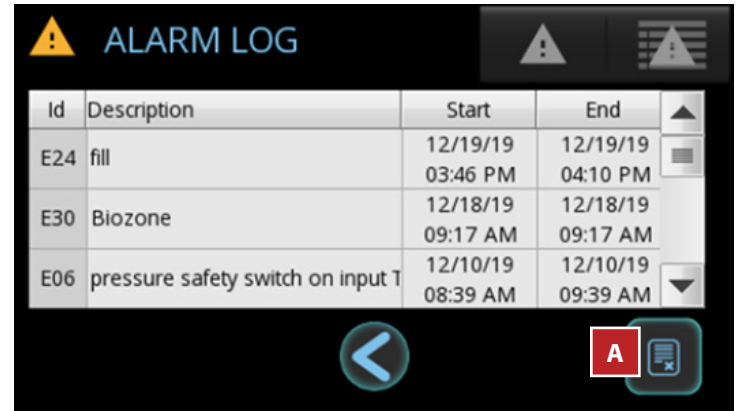 ALARM LOG
Id Description Start End
E24 fill 12/19/19 03:46 PM 12/19/19 04:10 PM
E30 Biozone 12/18/19 09:17 AM 12/18/19 09:17 AM
E06 pressure safety switch on input T 12/10/19 08:39 AM 12/10/19 09:39 AM
A